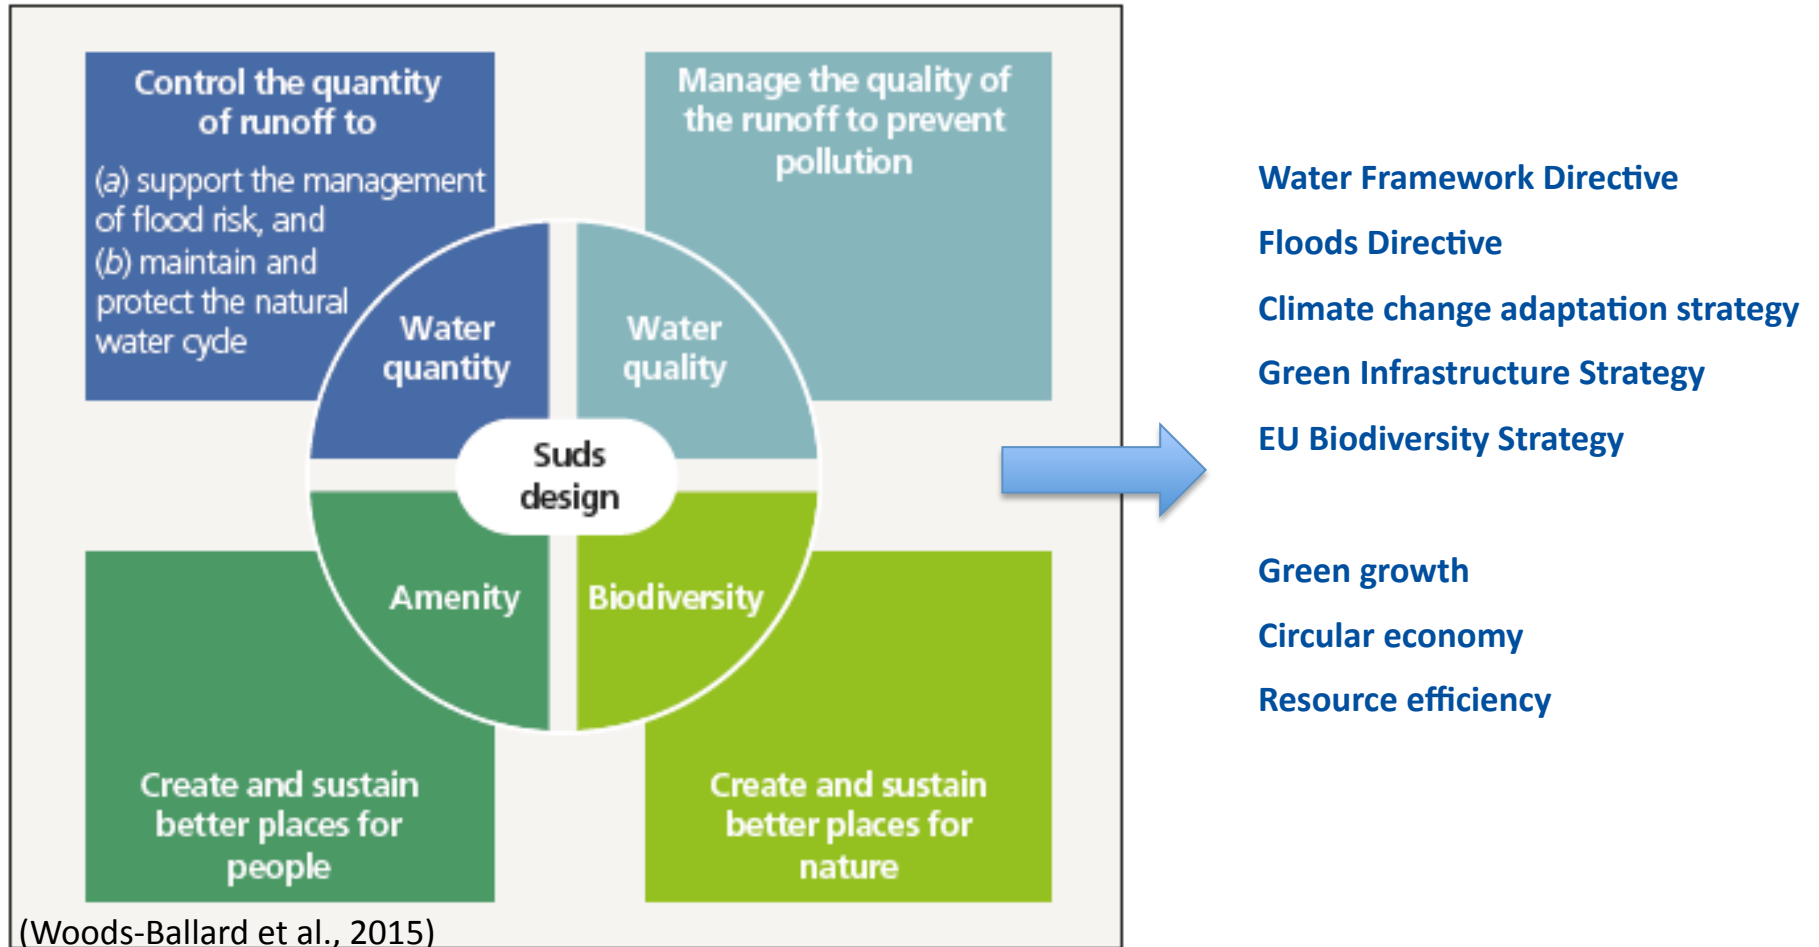 Control the quantity
of runoff to
(a) support the management
of flood risk, and
(b) maintain and
protect the natural
water cycle
Manage the quality of
the runoff to prevent
pollution
Water
quantity
Water
quality
Suds
design
Amenity
Biodiversity
Create and sustain
better places for
people
Create and sustain
better places for
nature
(Woods-Ballard et al., 2015)
Water Framework Directive
Floods Directive
Climate change adaptation strategy
Green Infrastructure Strategy
EU Biodiversity Strategy
Green growth
Circular economy
Resource efficiency